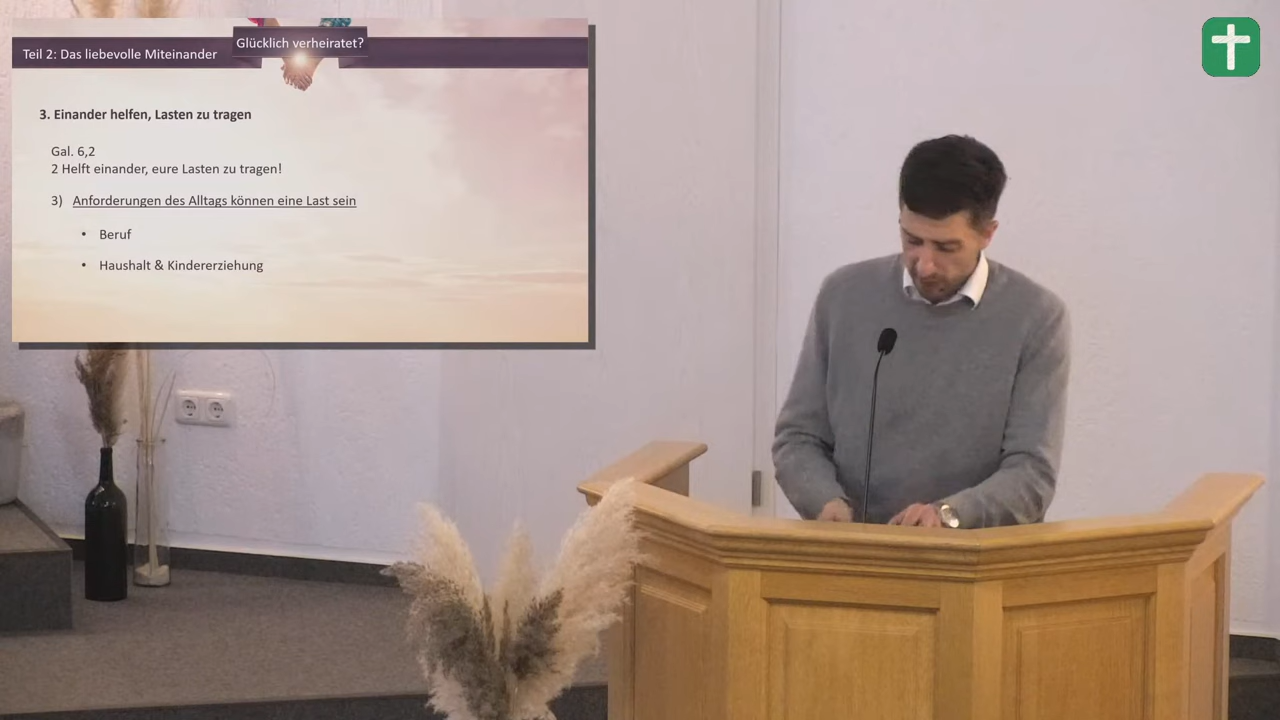 Glücklich verheiratet?
Teil 2: Das liebevolle Miteinander
3. Einander helfen, Lasten zu tragen
Gal. 6,2
2 Helft einander, eure Lasten zu tragen!
3) Anforderungen des Alltags können eine Last sein
• Beruf
• Haushalt & Kindererziehung